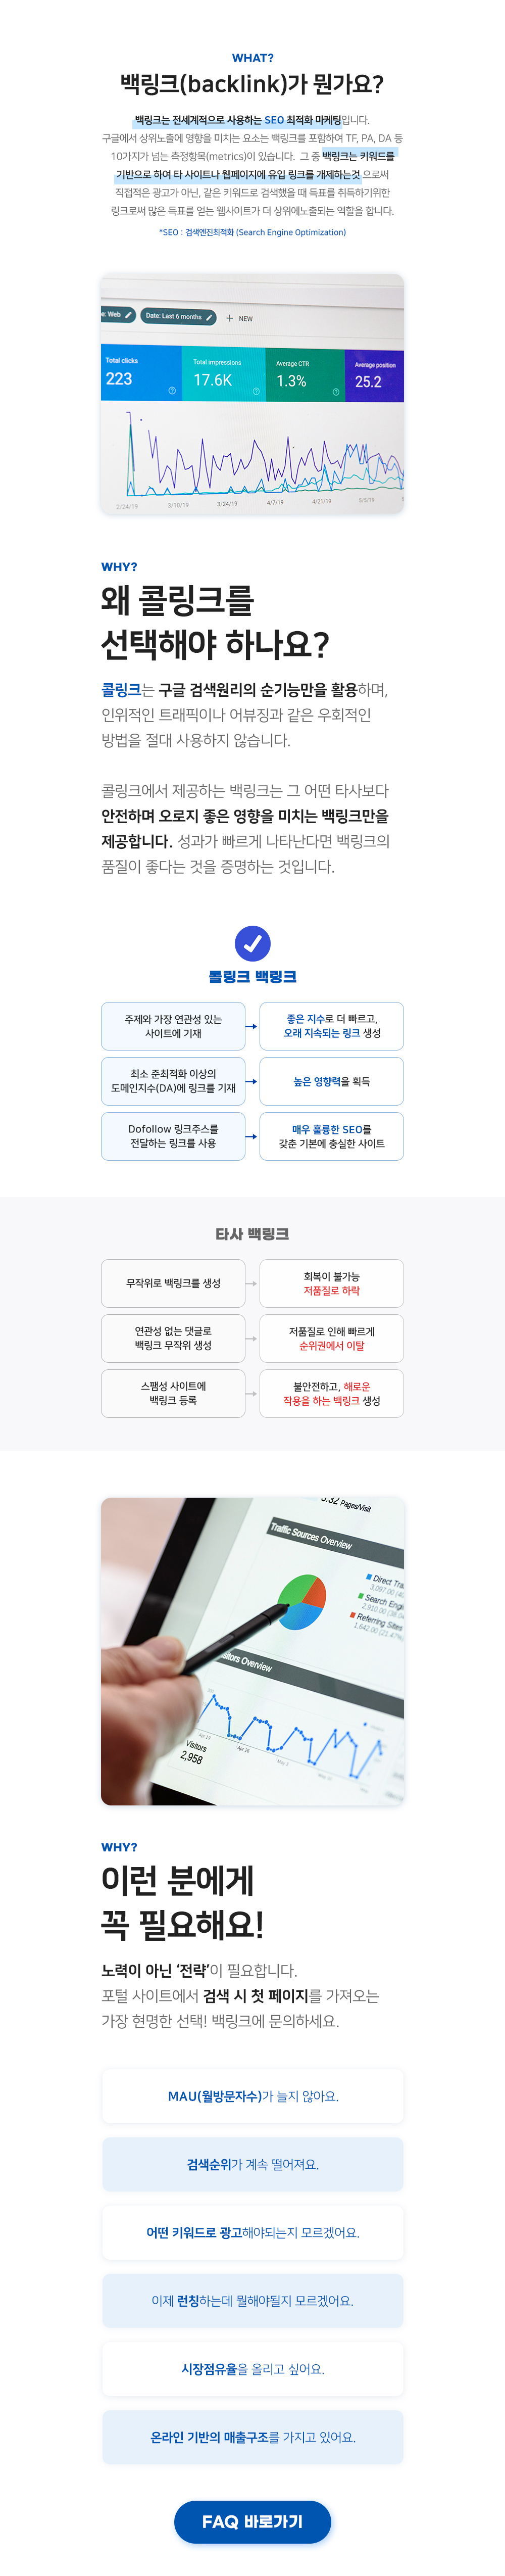 WHAT?
백링크(backlink)가 뭔가요?
백링크는 전세계적으로 사용하는 SEO 최적화 마케팅입니다.
구글에서 상위노출에 영향을 미치는 요소는 백링크를 포함하여 TF, PA, DA 등
10가지가 넘는 측정항목(metrics)이 있습니다. 그 중 백링크는 키워드를
기반으로 하여 타 사이트나 웹페이지에 유입 링크를 개제하는것 으로써
직접적은 광고가 아닌, 같은 키워드로 검색했을 때 득표를 취득하기위한
링크로써 많은 득표를 얻는 웹사이트가 더 상위에노출되는 역할을 합니다.
*SEO : 검색엔진최적화 (Search Engine Optimization)
e: Web
Date: Last 6 months
+ NEW
Total clicks
223
Total impressions
17.6K
Average CTR
1.3%
Average position
25.2
2/24/19
3/10/19
3/24/19
4/7/19
4/21/19
5/5/19
WHY?
왜 콜링크를
선택해야 하나요?
콜링크는 구글 검색원리의 순기능만을 활용하며,
인위적인 트래픽이나 어뷰징과 같은 우회적인
방법을 절대 사용하지 않습니다.
콜링크에서 제공하는 백링크는 그 어떤 타사보다
안전하며 오로지 좋은 영향을 미치는 백링크만을
제공합니다. 성과가 빠르게 나타난다면 백링크의
품질이 좋다는 것을 증명하는 것입니다.
콜링크 백링크
주제와 가장 연관성 있는
사이트에 기재
좋은 지수로 더 빠르고,
오래 지속되는 링크 생성
최소 준최적화 이상의
도메인지수(DA)에 링크를 기재
높은 영향력을 획득
Dofollow 링크주스를
전달하는 링크를 사용
매우 훌륭한 SEO를
갖춘 기본에 충실한 사이트
타사 백링크
무작위로 백링크를 생성
회복이 불가능
저품질로 하락
연관성 없는 댓글로
백링크 무작위 생성
저품질로 인해 빠르게
순위권에서 이탈
스팸성 사이트에
백링크 등록
불안전하고, 해로운
작용을 하는 백링크 생성
3.32 Pages/Visit
Traffic Sources Overview
Direct Tra
3,097.00 (40
Search Engi
2,910.00 (38.0
Referring Sites
1,642.00 (21.47%)
Visitors Overview
Visitors
2,958
WHY?
이런 분에게
꼭 필요해요!
노력이 아닌 ‘전략’이 필요합니다.
포털 사이트에서 검색 시 첫 페이지를 가져오는
가장 현명한 선택! 백링크에 문의하세요.
MAU(월방문자수)가 늘지 않아요.
검색순위가 계속 떨어져요.
어떤 키워드로 광고해야되는지 모르겠어요.
이제 런칭하는데 뭘해야될지 모르겠어요.
시장점유율을 올리고 싶어요.
온라인 기반의 매출구조를 가지고 있어요.
FAQ 바로가기